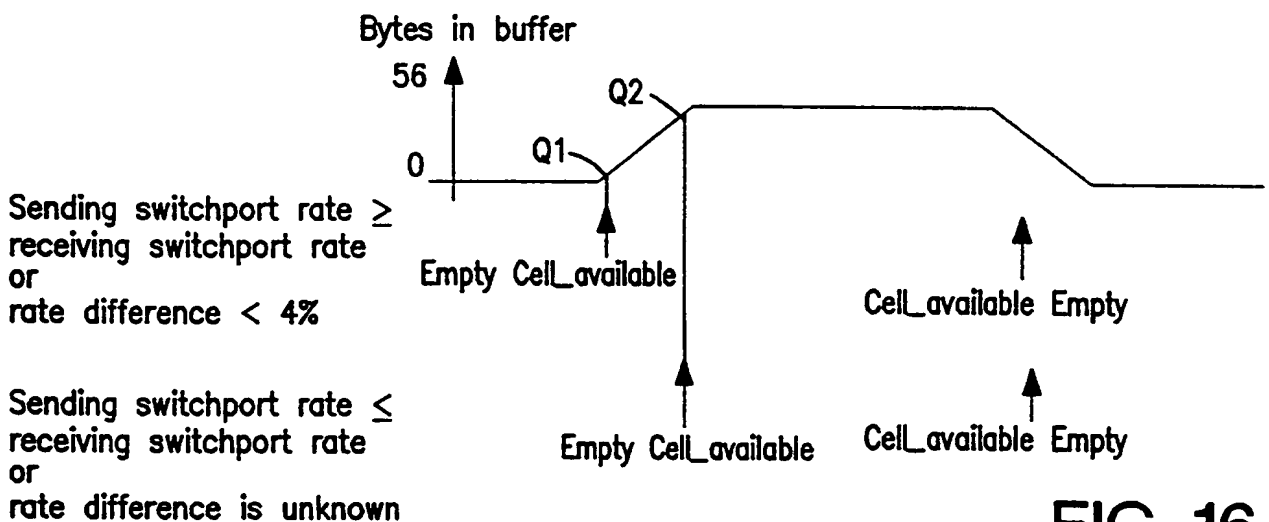 Bytes in buffer
56
Q2
Q1
0
Sending switchport rate ≥
receiving switchport rate
or
rate difference < 4%
Empty Cell_available
Cell_available Empty
Sending switchport rate ≤
receiving switchport rate
or
rate difference is unknown
Empty Cell_available
Cell_available Empty
FIG. 16